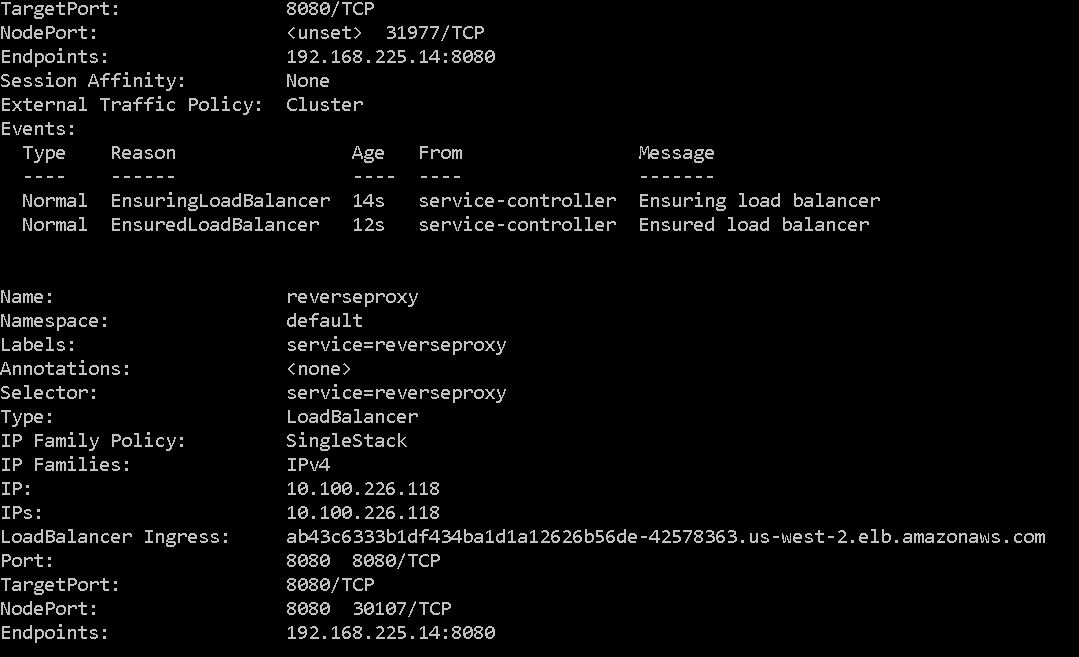 TargetPort:               8080/TCP
NodePort:                 <unset>  31977/TCP
Endpoints:                192.168.225.14:8080
Session Affinity:         None
External Traffic Policy:  Cluster
Events:
  Type    Reason                Age   From                Message
  ----    ------                ----  ----                -------
  Normal  EnsuringLoadBalancer  14s   service-controller  Ensuring load balancer
  Normal  EnsuredLoadBalancer   12s   service-controller  Ensured load balancer
Name:                     reverseproxy
Namespace:                default
Labels:                   service=reverseproxy
Annotations:              <none>
Selector:                 service=reverseproxy
Type:                     LoadBalancer
IP Family Policy:         SingleStack
IP Families:              IPv4
IP:                       10.100.226.118
IPs:                      10.100.226.118
LoadBalancer Ingress:     ab43c6333b1df434ba1d1a12626b56de-42578363.us-west-2.elb.amazonaws.com
Port:                     8080  8080/TCP
TargetPort:               8080/TCP
NodePort:                 8080  30107/TCP
Endpoints:                192.168.225.14:8080